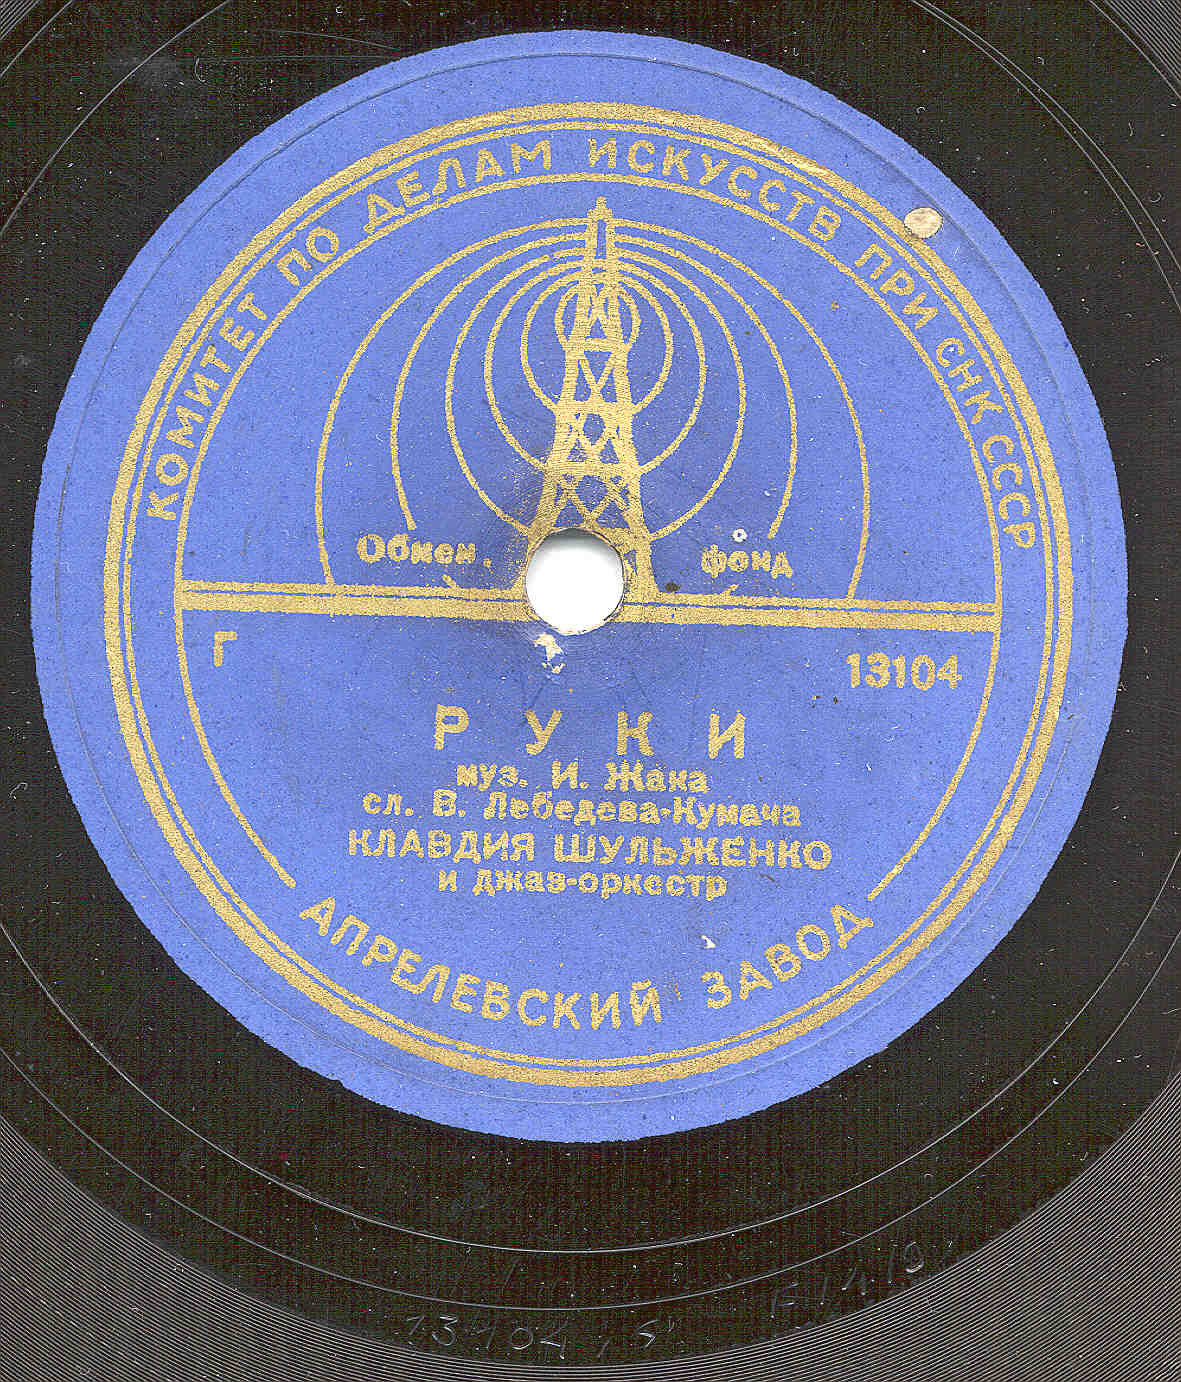 КОМИТЕТ ПО ДЕЛАМ ИСКУССТВ ПРИ СНК СССР
Обмен. фонд
Г 13104
РУКИ
муз. И. Жака
сл. В. Лебедева-Кумача
КЛАВДИЯ ШУЛЬЖЕНКО
и джаз-оркестр
АПРЕЛЕВСКИЙ ЗАВОД
13104